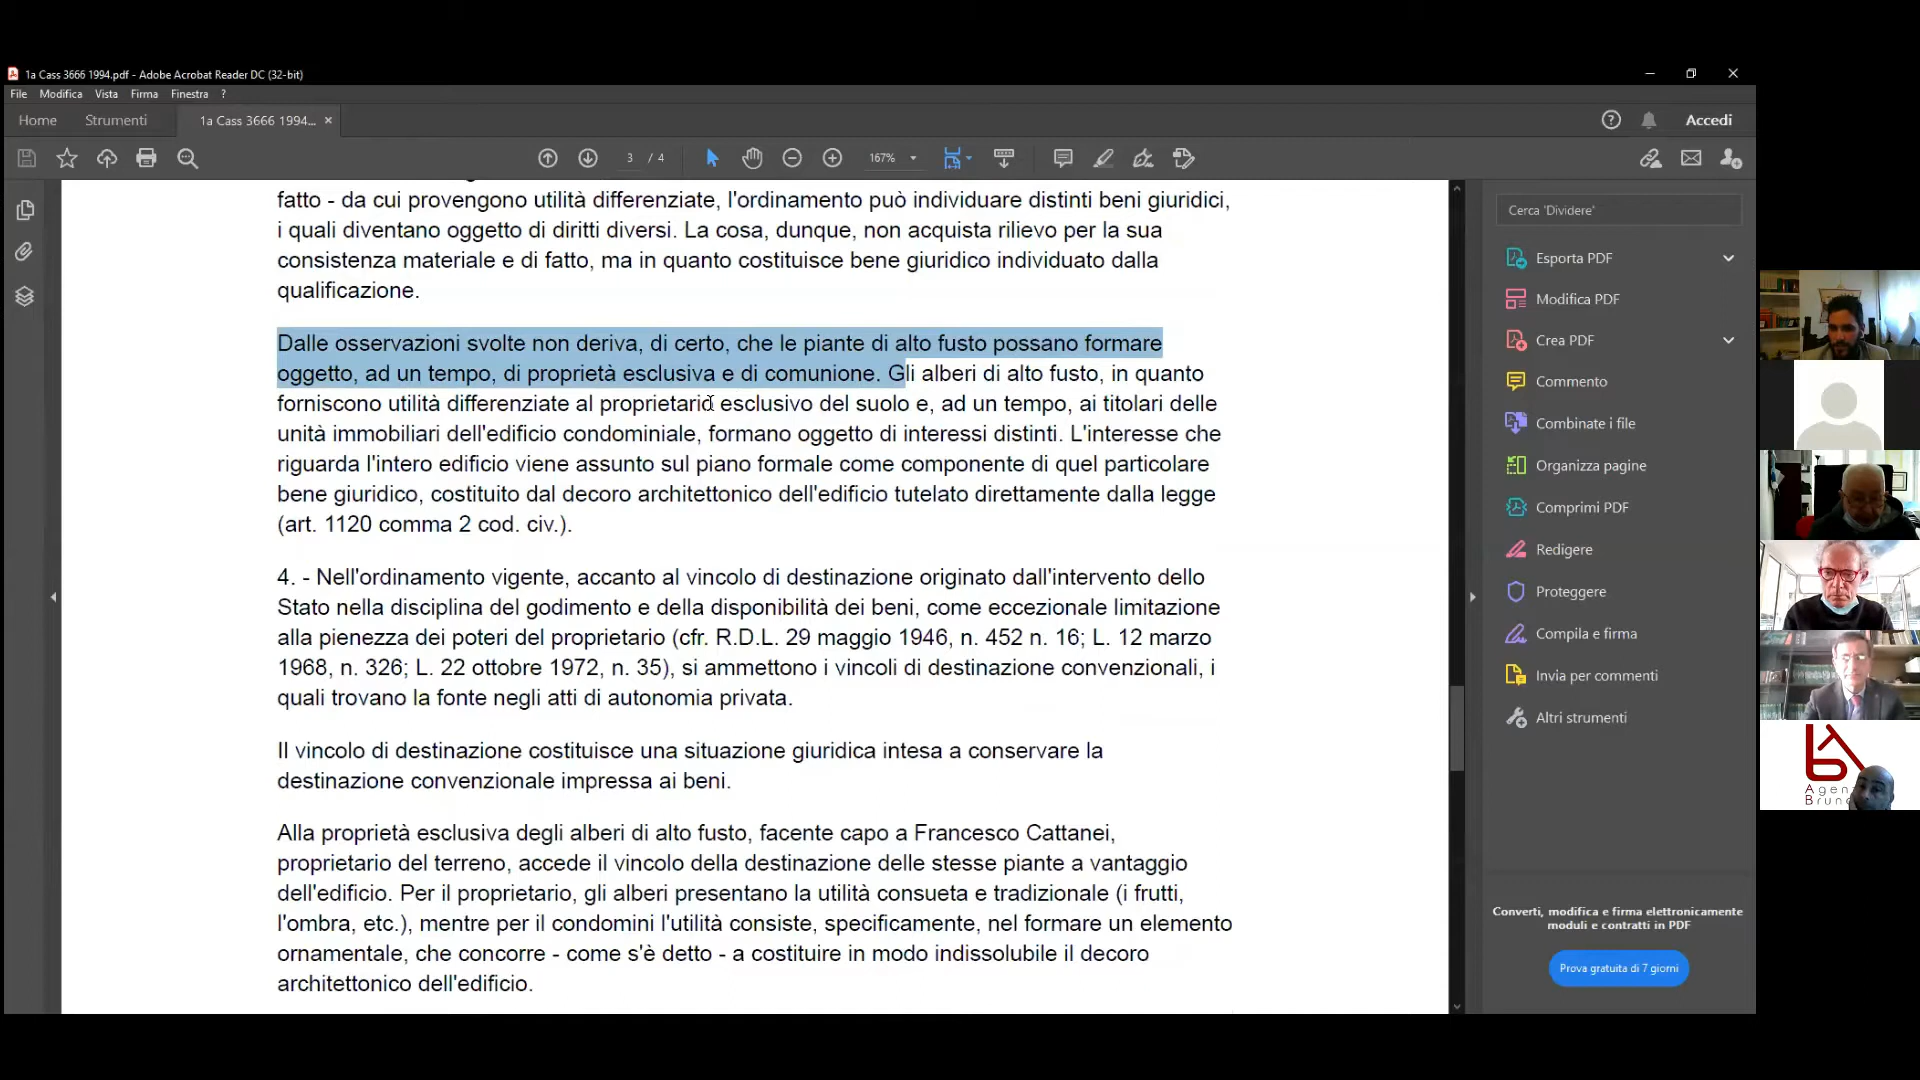 1a Cass 3666 1994.pdf - Adobe Acrobat Reader DC (32-bit)
File Modifica Vista Firma Finestra ?
Home Strumenti 1a Cass 3666 1994... × Accedi
3 / 4 167%
fatto - da cui provengono utilità differenziate, l'ordinamento può individuare distinti beni giuridici,
i quali diventano oggetto di diritti diversi. La cosa, dunque, non acquista rilievo per la sua
consistenza materiale e di fatto, ma in quanto costituisce bene giuridico individuato dalla
qualificazione.
Dalle osservazioni svolte non deriva, di certo, che le piante di alto fusto possano formare
oggetto, ad un tempo, di proprietà esclusiva e di comunione. Gli alberi di alto fusto, in quanto
forniscono utilità differenziate al proprietario esclusivo del suolo e, ad un tempo, ai titolari delle
unità immobiliari dell'edificio condominiale, formano oggetto di interessi distinti. L'interesse che
riguarda l'intero edificio viene assunto sul piano formale come componente di quel particolare
bene giuridico, costituito dal decoro architettonico dell'edificio tutelato direttamente dalla legge
(art. 1120 comma 2 cod. civ.).
4. - Nell'ordinamento vigente, accanto al vincolo di destinazione originato dall'intervento dello
Stato nella disciplina del godimento e della disponibilità dei beni, come eccezionale limitazione
alla pienezza dei poteri del proprietario (cfr. R.D.L. 29 maggio 1946, n. 452 n. 16; L. 12 marzo
1968, n. 326; L. 22 ottobre 1972, n. 35), si ammettono i vincoli di destinazione convenzionali, i
quali trovano la fonte negli atti di autonomia privata.
Il vincolo di destinazione costituisce una situazione giuridica intesa a conservare la
destinazione convenzionale impressa ai beni.
Alla proprietà esclusiva degli alberi di alto fusto, facente capo a Francesco Cattanei,
proprietario del terreno, accede il vincolo della destinazione delle stesse piante a vantaggio
dell'edificio. Per il proprietario, gli alberi presentano la utilità consueta e tradizionale (i frutti,
l'ombra, etc.), mentre per il condomini l'utilità consiste, specificamente, nel formare un elemento
ornamentale, che concorre - come s'è detto - a costituire in modo indissolubile il decoro
architettonico dell'edificio.
Cerca 'Dividere'
Esporta PDF
Modifica PDF
Crea PDF
Commento
Combinate i file
Organizza pagine
Comprimi PDF
Redigere
Proteggere
Compila e firma
Invia per commenti
Altri strumenti
Converti, modifica e firma elettronicamente
moduli e contratti in PDF
Prova gratuita di 7 giorni